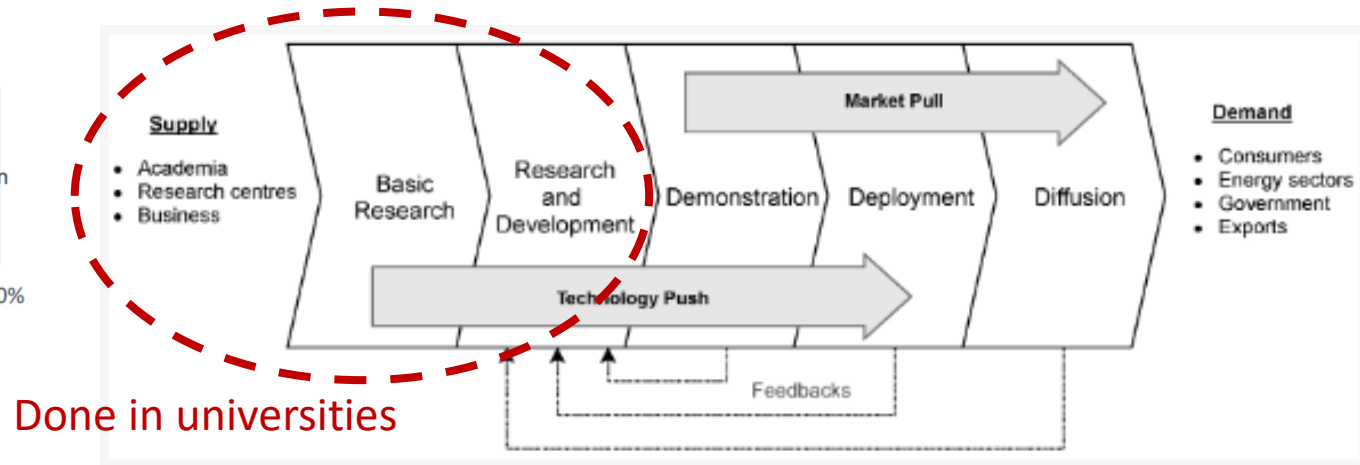 n
0%
Supply
• Academia
• Research centres
• Business
Basic
Research
Research
and
Development
Demonstration
Deployment
Diffusion
Market Pull
Technology Push
Feedbacks
Demand
• Consumers
• Energy sectors
• Government
• Exports
Done in universities